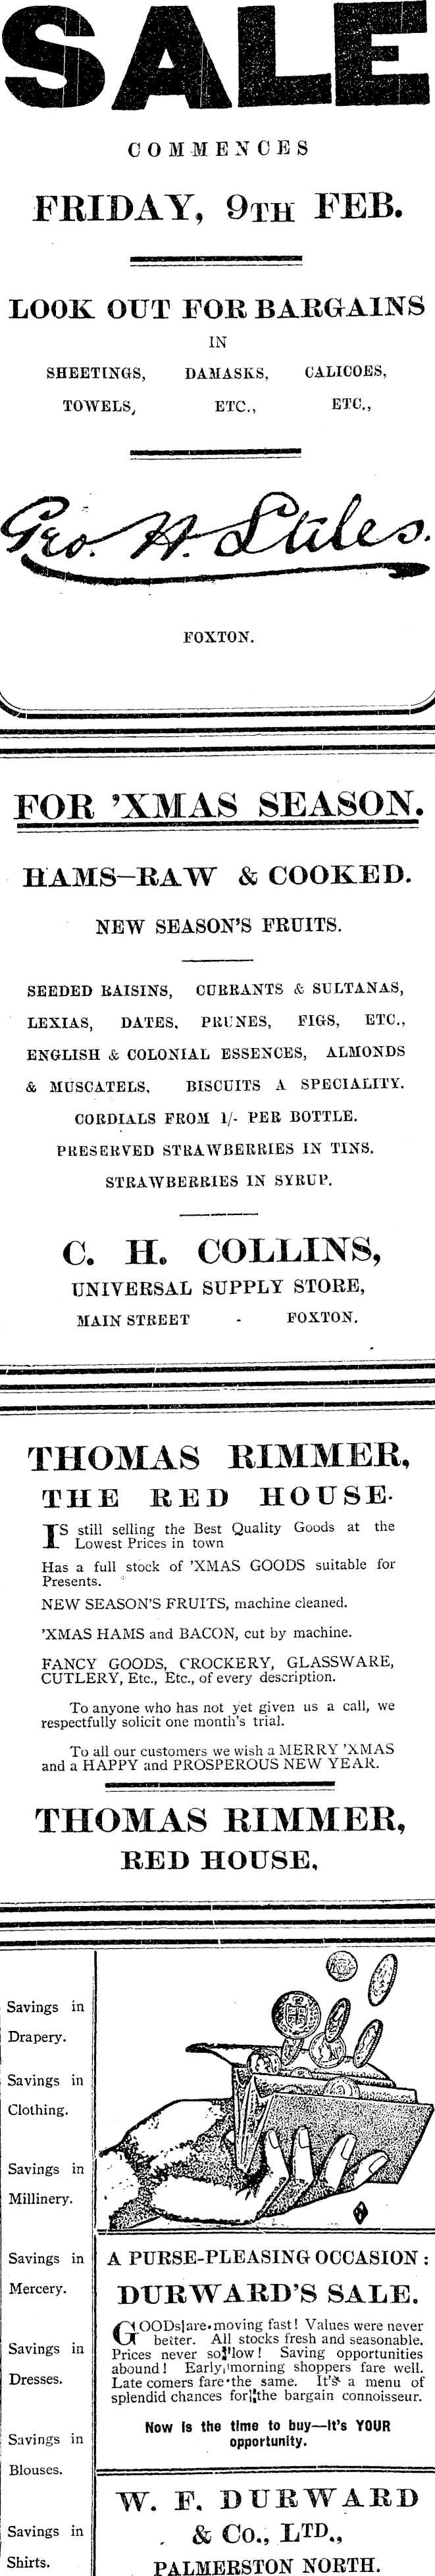 SALE
COMMENCES
FRIDAY, 9TH FEB.
LOOK OUT FOR BARGAINS
IN
SHEETINGS, DAMASKS, CALICOES,
TOWELS, ETC., ETC.,
Geo. H. Stiles.
FOXTON.
FOR 'XMAS SEASON.
HAMS—RAW & COOKED.
NEW SEASON'S FRUITS.
SEEDED RAISINS, CURRANTS & SULTANAS,
LEXIAS, DATES, PRUNES, FIGS, ETC.,
ENGLISH & COLONIAL ESSENCES, ALMONDS
& MUSCATELS, BISCUITS A SPECIALITY.
CORDIALS FROM 1/- PER BOTTLE.
PRESERVED STRAWBERRIES IN TINS.
STRAWBERRIES IN SYRUP.
C. H. COLLINS,
UNIVERSAL SUPPLY STORE,
MAIN STREET - FOXTON.
THOMAS RIMMER,
THE RED HOUSE.
IS still selling the Best Quality Goods at the
Lowest Prices in town
Has a full stock of 'XMAS GOODS suitable for
Presents.
NEW SEASON'S FRUITS, machine cleaned.
'XMAS HAMS and BACON, cut by machine.
FANCY GOODS, CROCKERY, GLASSWARE,
CUTLERY, Etc., Etc., of every description.
To anyone who has not yet given us a call, we
respectfully solicit one month's trial.
To all our customers we wish a MERRY 'XMAS
and a HAPPY and PROSPEROUS NEW YEAR.
THOMAS RIMMER,
RED HOUSE.
Savings in
Drapery.
Savings in
Clothing.
Savings in
Millinery.
Savings in
Mercery.
Savings in
Dresses.
Savings in
Blouses.
Savings in
Shirts.
A PURSE-PLEASING OCCASION:
DURWARD'S SALE.
GOODS are moving fast! Values were never
better. All stocks fresh and seasonable.
Prices never so low! Saving opportunities
abound! Early morning shoppers fare well.
Late comers fare the same. It's a menu of
splendid chances for the bargain connoisseur.
Now is the time to buy—It's YOUR
opportunity.
W. F. DURWARD
& Co., LTD.,
PALMERSTON NORTH.